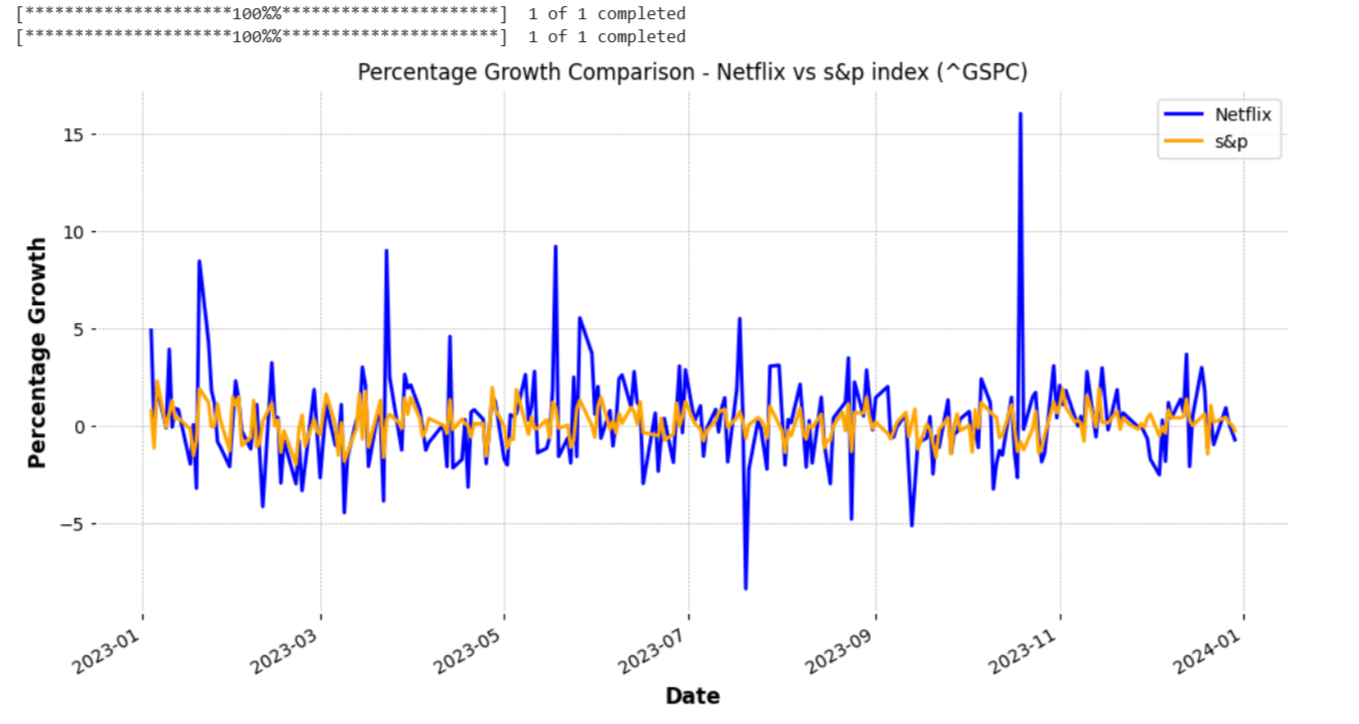 [*********************100%%**********************]  1 of 1 completed
[*********************100%%**********************]  1 of 1 completed
Percentage Growth Comparison - Netflix vs s&p index (^GSPC)
Netflix
s&p
Percentage Growth
15
10
5
0
−5
2023-01
2023-03
2023-05
2023-07
2023-09
2023-11
2024-01
Date